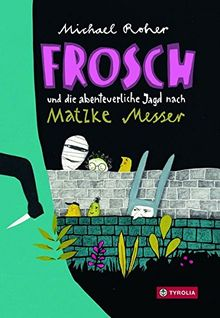 Michael Roher
FROSCH
und die abenteuerliche Jagd nach
Matzke Messer
TYROLIA